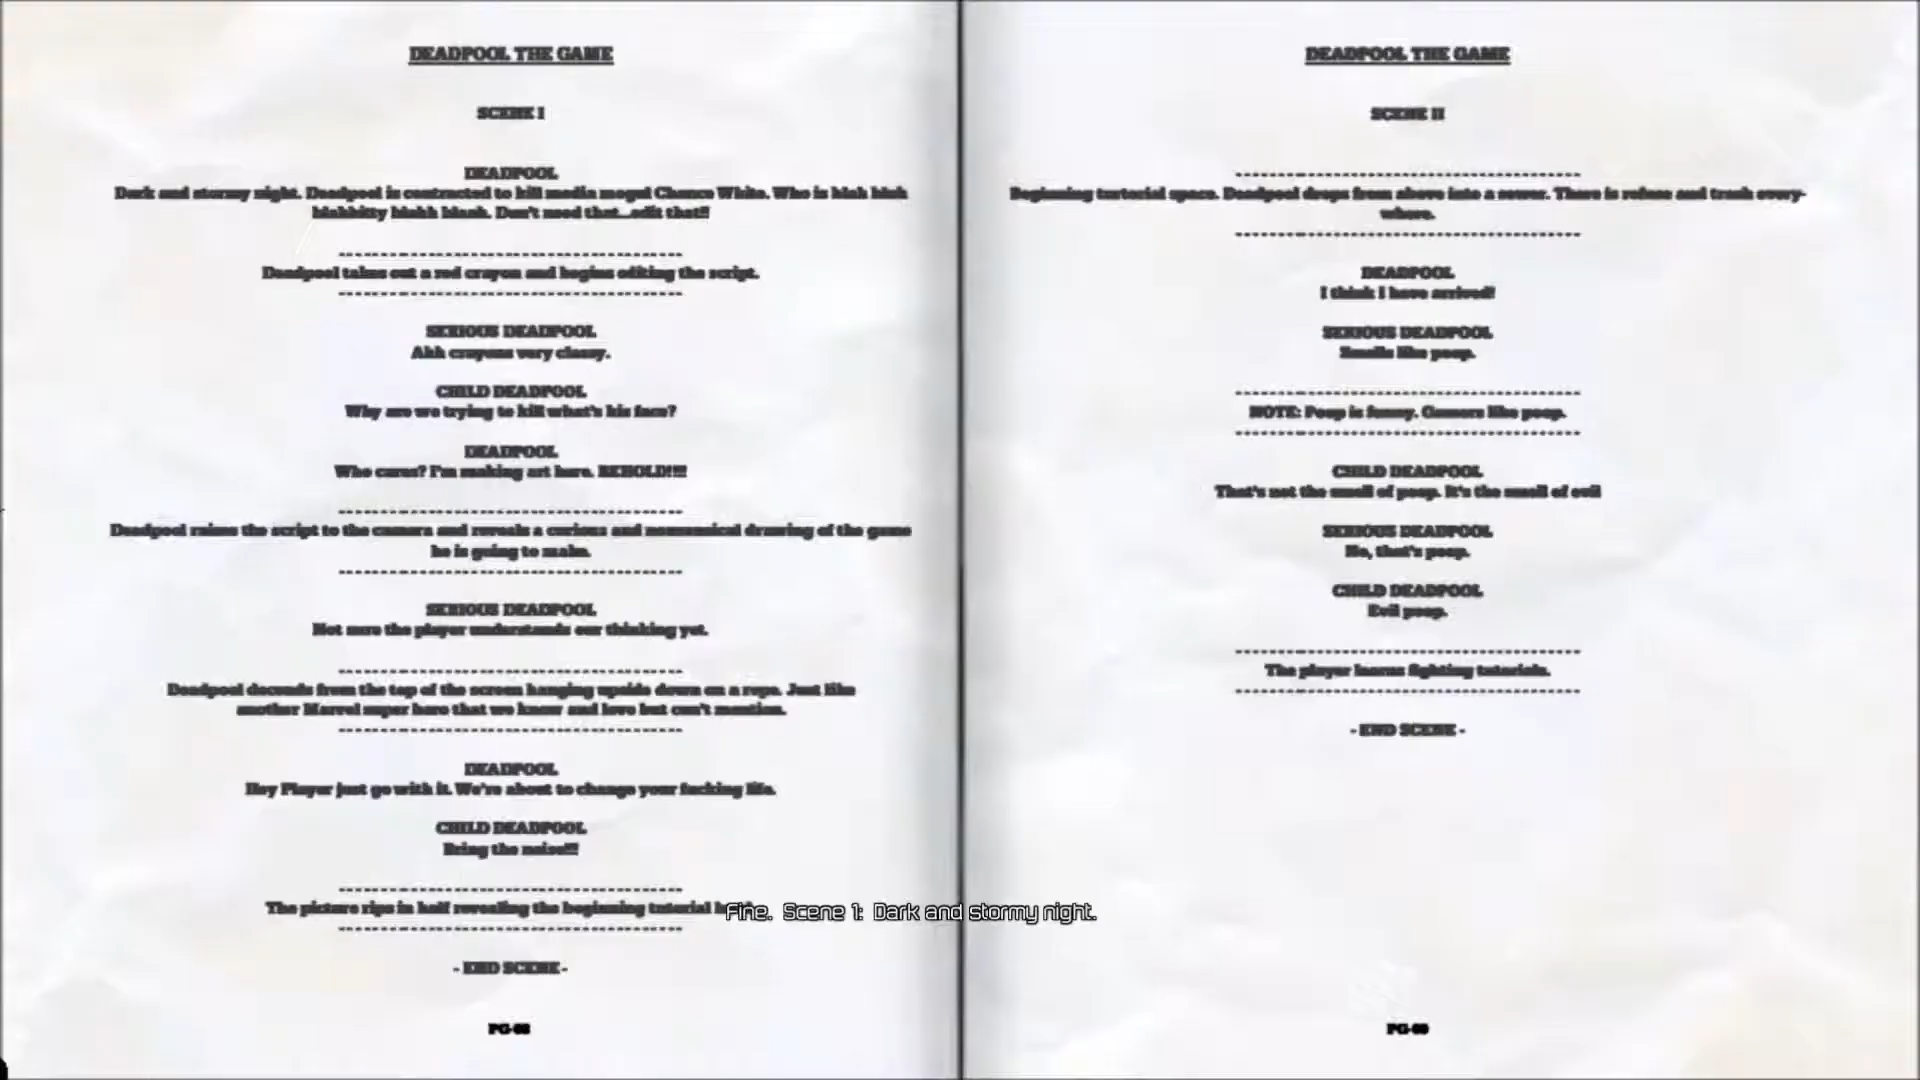 DEADPOOL THE GAME
SCENE I
DEADPOOL
Dark and stormy night. Deadpool is contracted to kill media mogul Chance White. Who is blah blah
blahbitty blahh blaah. Don't need that...edit that!!
Deadpool takes out a red crayon and begins editing the script.
SERIOUS DEADPOOL
Ahh crayons very classy.
CHILD DEADPOOL
Why are we trying to kill what's his face?
DEADPOOL
Who cares? I'm making art here. BEHOLD!!!!
Deadpool raises the script to the camera and reveals a curious and nonsensical drawing of the game
he is going to make.
SERIOUS DEADPOOL
Not sure the player understands our thinking yet.
Deadpool decends from the top of the screen hanging upside down on a rope. Just like
another Marvel super hero that we know and love but can't mention.
DEADPOOL
Hey Player just go with it. We're about to change your fucking life.
CHILD DEADPOOL
Bring the noise!!!
The picture rips in half revealing the beginning tutorial
Fine. Scene 1: Dark and stormy night.
- END SCENE -
DEADPOOL THE GAME
SCENE II
Beginning turtorial space. Deadpool drops from above into a sewer. There is refuse and trash every-
where.
DEADPOOL
I think I have arrived!
SERIOUS DEADPOOL
Smells like poop.
NOTE: Poop is funny. Gamers like poop.
CHILD DEADPOOL
That's not the smell of poop. It's the smell of evil
SERIOUS DEADPOOL
No, that's poop.
CHILD DEADPOOL
Evil poop.
The player learns fighting tutorials.
- END SCENE -